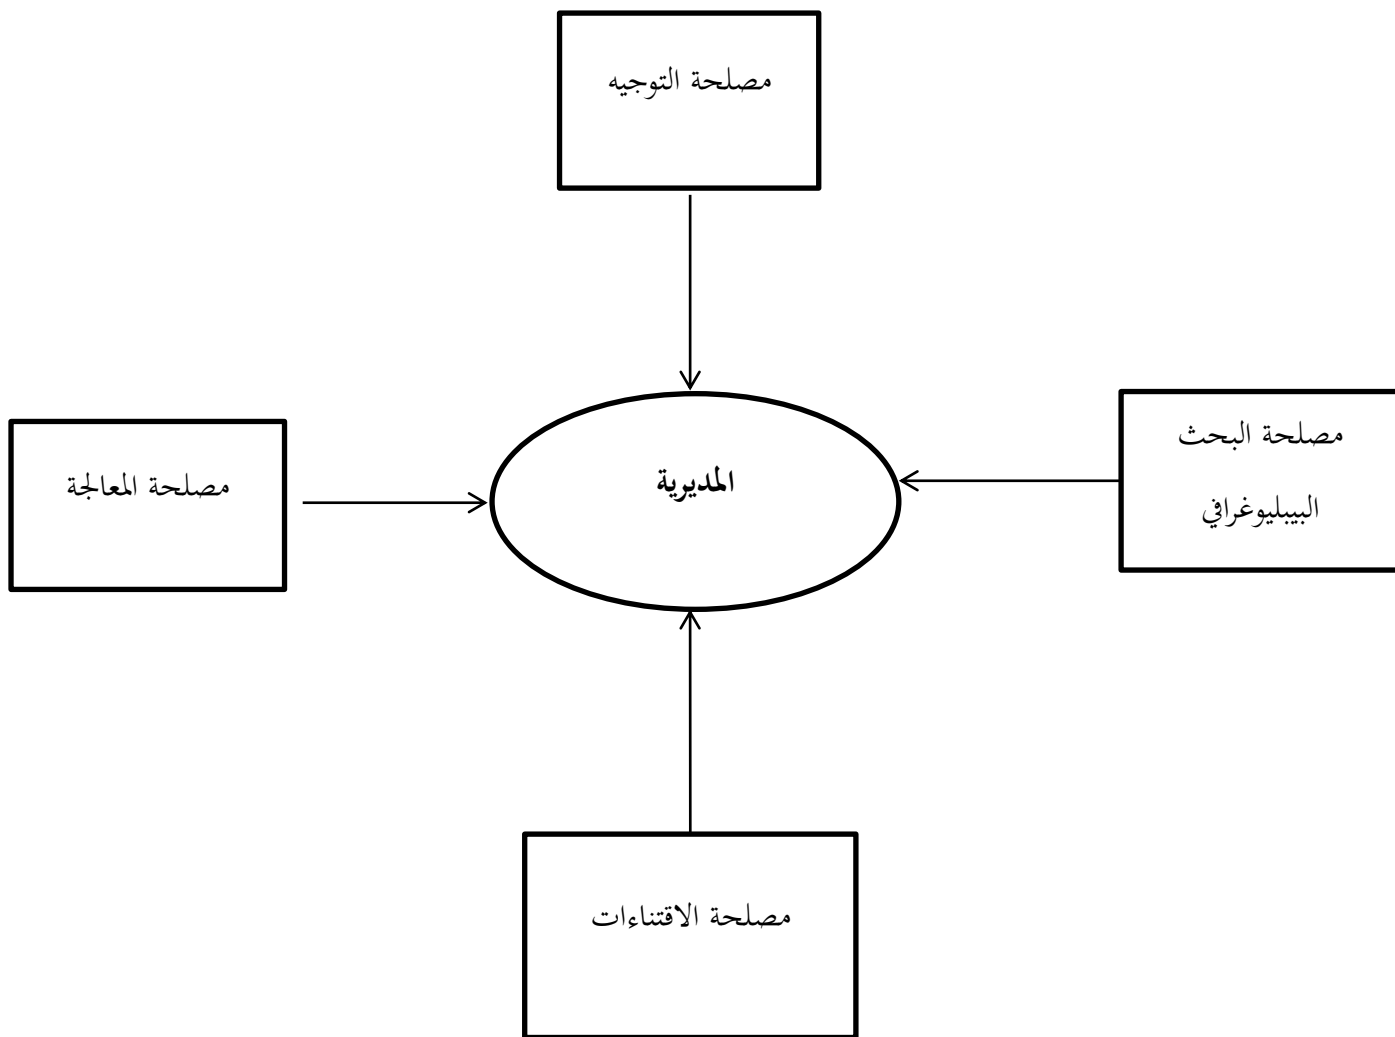 مصلحة التوجيه
مصلحة البحث
البيبليوغرافي
المديرية
مصلحة المعالجة
مصلحة الاقتناءات